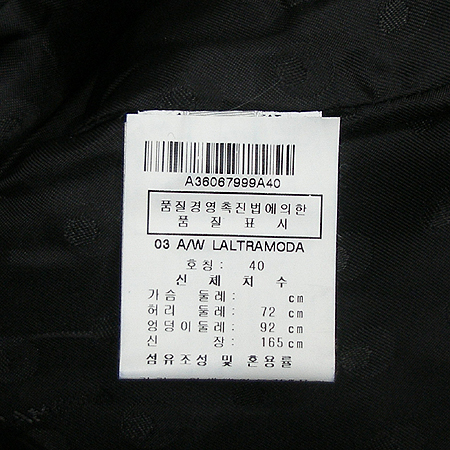 A36067999A40
품질경영촉진법에의한
품 질 표 시
03 A/W LALTRAMODA
호칭 : 40
신 체 치 수
가슴 둘레 : cm
허리 둘레 : 72 cm
엉덩이둘레 : 92 cm
신 장 : 165 cm
섬유조성 및 혼용률